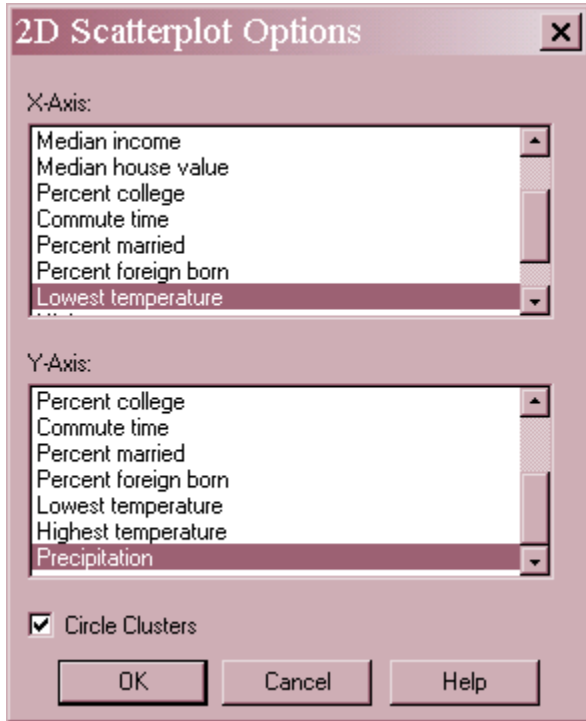 2D Scatterplot Options
X-Axis:
Median income
Median house value
Percent college
Commute time
Percent married
Percent foreign born
Lowest temperature
Y-Axis:
Percent college
Commute time
Percent married
Percent foreign born
Lowest temperature
Highest temperature
Precipitation
Circle Clusters
OK Cancel Help